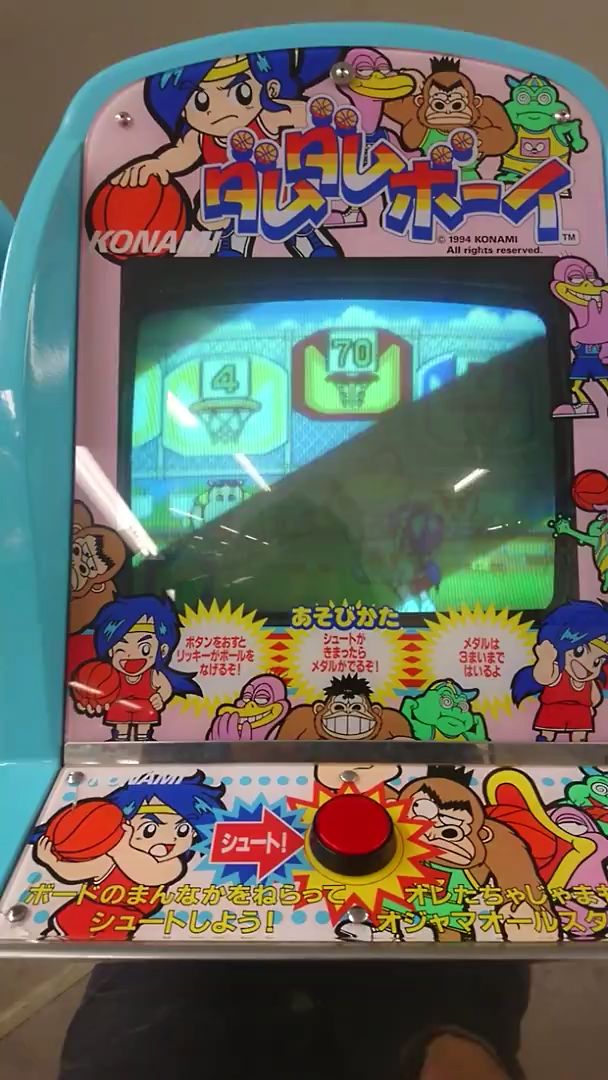 ダムダムボーイ
TM
KONAMI
© 1994 KONAMI
All rights reserved.
4
70
あそびかた
ボタンをおすと
リッキーがボールを
なげるぞ!
シュートが
きまったら
メダルがでるぞ!
メダルは
3まいまで
はいるよ
KONAMI
シュート!
ボードのまんなかをねらって
シュートしよう!
オレたちゃじゃま
オジャマオールスタ